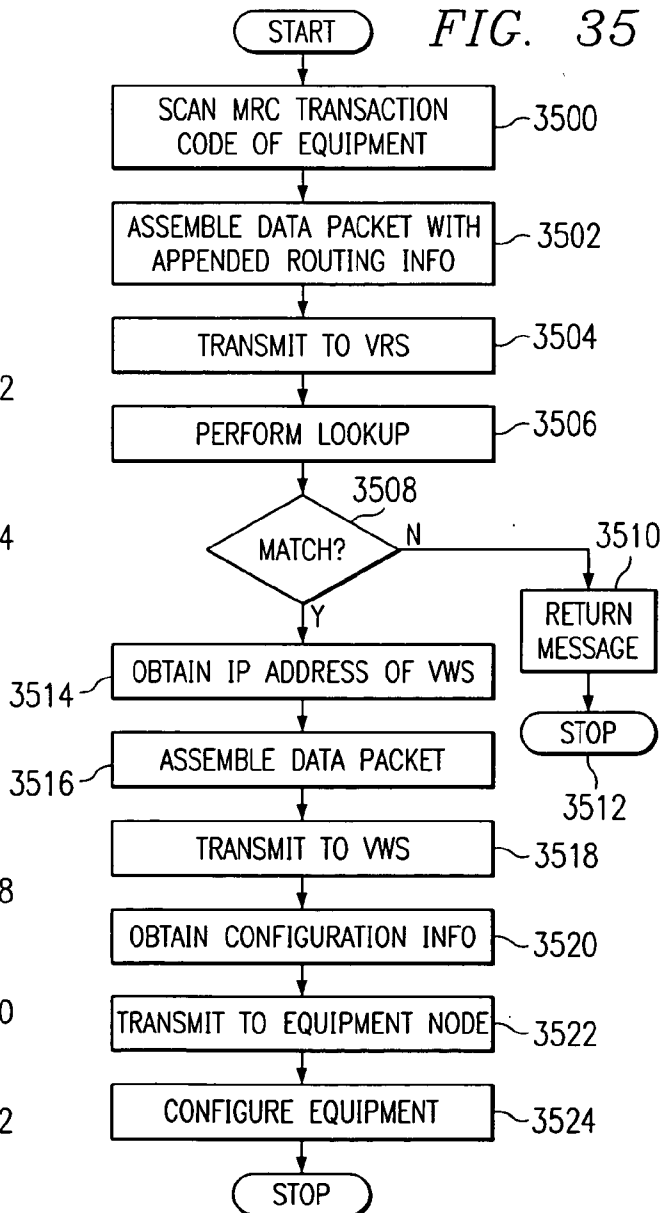 START
FIG. 35
SCAN MRC TRANSACTION
CODE OF EQUIPMENT
3500
ASSEMBLE DATA PACKET WITH
APPENDED ROUTING INFO
3502
TRANSMIT TO VRS
3504
2
PERFORM LOOKUP
3506
3508
4
MATCH?
N
3510
Y
RETURN
MESSAGE
OBTAIN IP ADDRESS OF VWS
3514
STOP
3512
ASSEMBLE DATA PACKET
3516
TRANSMIT TO VWS
3518
8
OBTAIN CONFIGURATION INFO
3520
0
TRANSMIT TO EQUIPMENT NODE
3522
2
CONFIGURE EQUIPMENT
3524
STOP